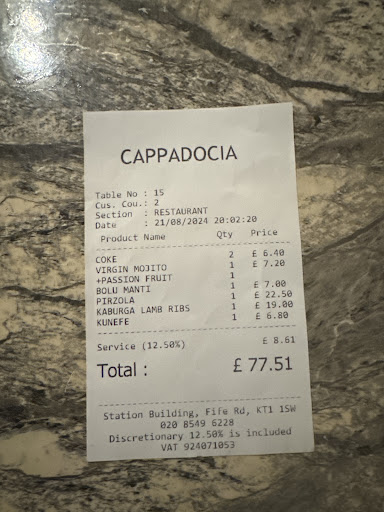 CAPPADOCIA
Table No : 15
Cus. Cou.: 2
Section : RESTAURANT
Date : 21/08/2024 20:02:20
Product Name Qty Price
COKE 2 £ 6.40
VIRGIN MOJITO 1 £ 7.20
+PASSION FRUIT 1
BOLU MANTI 1 £ 7.00
PIRZOLA 1 £ 22.50
KABURGA LAMB RIBS 1 £ 19.00
KUNEFE 1 £ 6.80
Service (12.50%) £ 8.61
Total : £ 77.51
Station Building, Fife Rd, KT1 1SW
020 8549 6228
Discretionary 12.50% is included
VAT 924071053